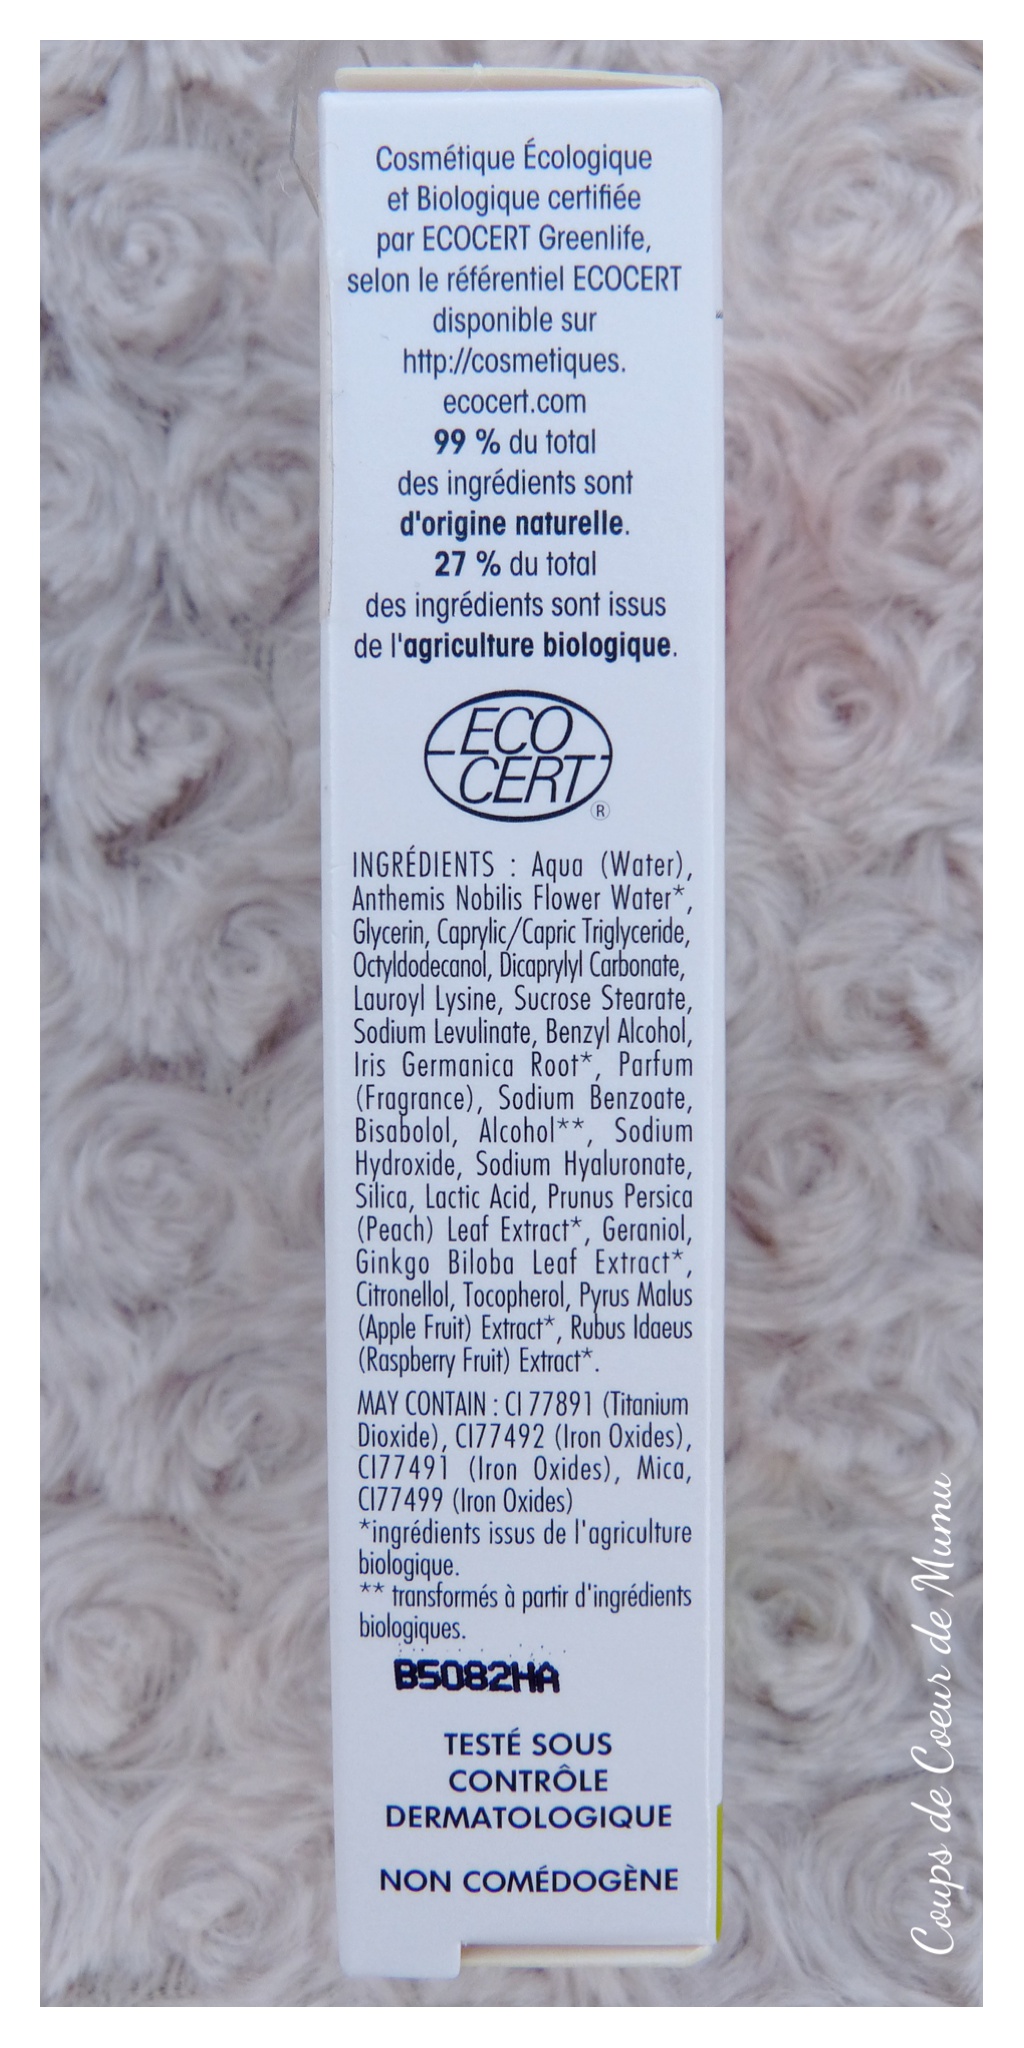 Cosmétique Écologique
et Biologique certifiée
par ECOCERT Greenlife,
selon le référentiel ECOCERT
disponible sur
http://cosmetiques.
ecocert.com
99 % du total
des ingrédients sont
d'origine naturelle.
27 % du total
des ingrédients sont issus
de l'agriculture biologique.
ECO
CERT
®
INGRÉDIENTS : Aqua (Water),
Anthemis Nobilis Flower Water*,
Glycerin, Caprylic/Capric Triglyceride,
Octyldodecanol, Dicaprylyl Carbonate,
Lauroyl Lysine, Sucrose Stearate,
Sodium Levulinate, Benzyl Alcohol,
Iris Germanica Root*, Parfum
(Fragrance), Sodium Benzoate,
Bisabolol, Alcohol**, Sodium
Hydroxide, Sodium Hyaluronate,
Silica, Lactic Acid, Prunus Persica
(Peach) Leaf Extract*, Geraniol,
Ginkgo Biloba Leaf Extract*,
Citronellol, Tocopherol, Pyrus Malus
(Apple Fruit) Extract*, Rubus Idaeus
(Raspberry Fruit) Extract*.
MAY CONTAIN : CI 77891 (Titanium
Dioxide), CI77492 (Iron Oxides),
CI77491 (Iron Oxides), Mica,
CI77499 (Iron Oxides)
*ingrédients issus de l'agriculture
biologique.
** transformés à partir d'ingrédients
biologiques.
B5082HA
TESTÉ SOUS
CONTRÔLE
DERMATOLOGIQUE
NON COMÉDOGÈNE
Coups de Coeur de Mumu